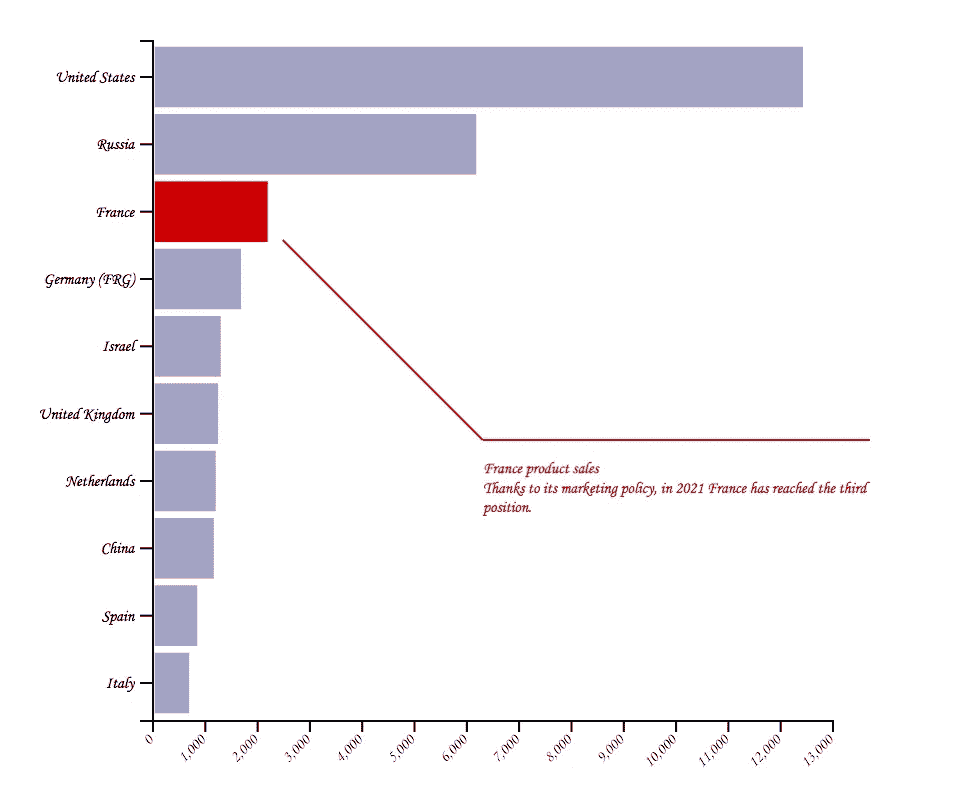 United States
Russia
France
Germany (FRG)
Israel
United Kingdom
Netherlands
China
Spain
Italy
France product sales
Thanks to its marketing policy, in 2021 France has reached the third
position.
0
1,000
2,000
3,000
4,000
5,000
6,000
7,000
8,000
9,000
10,000
11,000
12,000
13,000